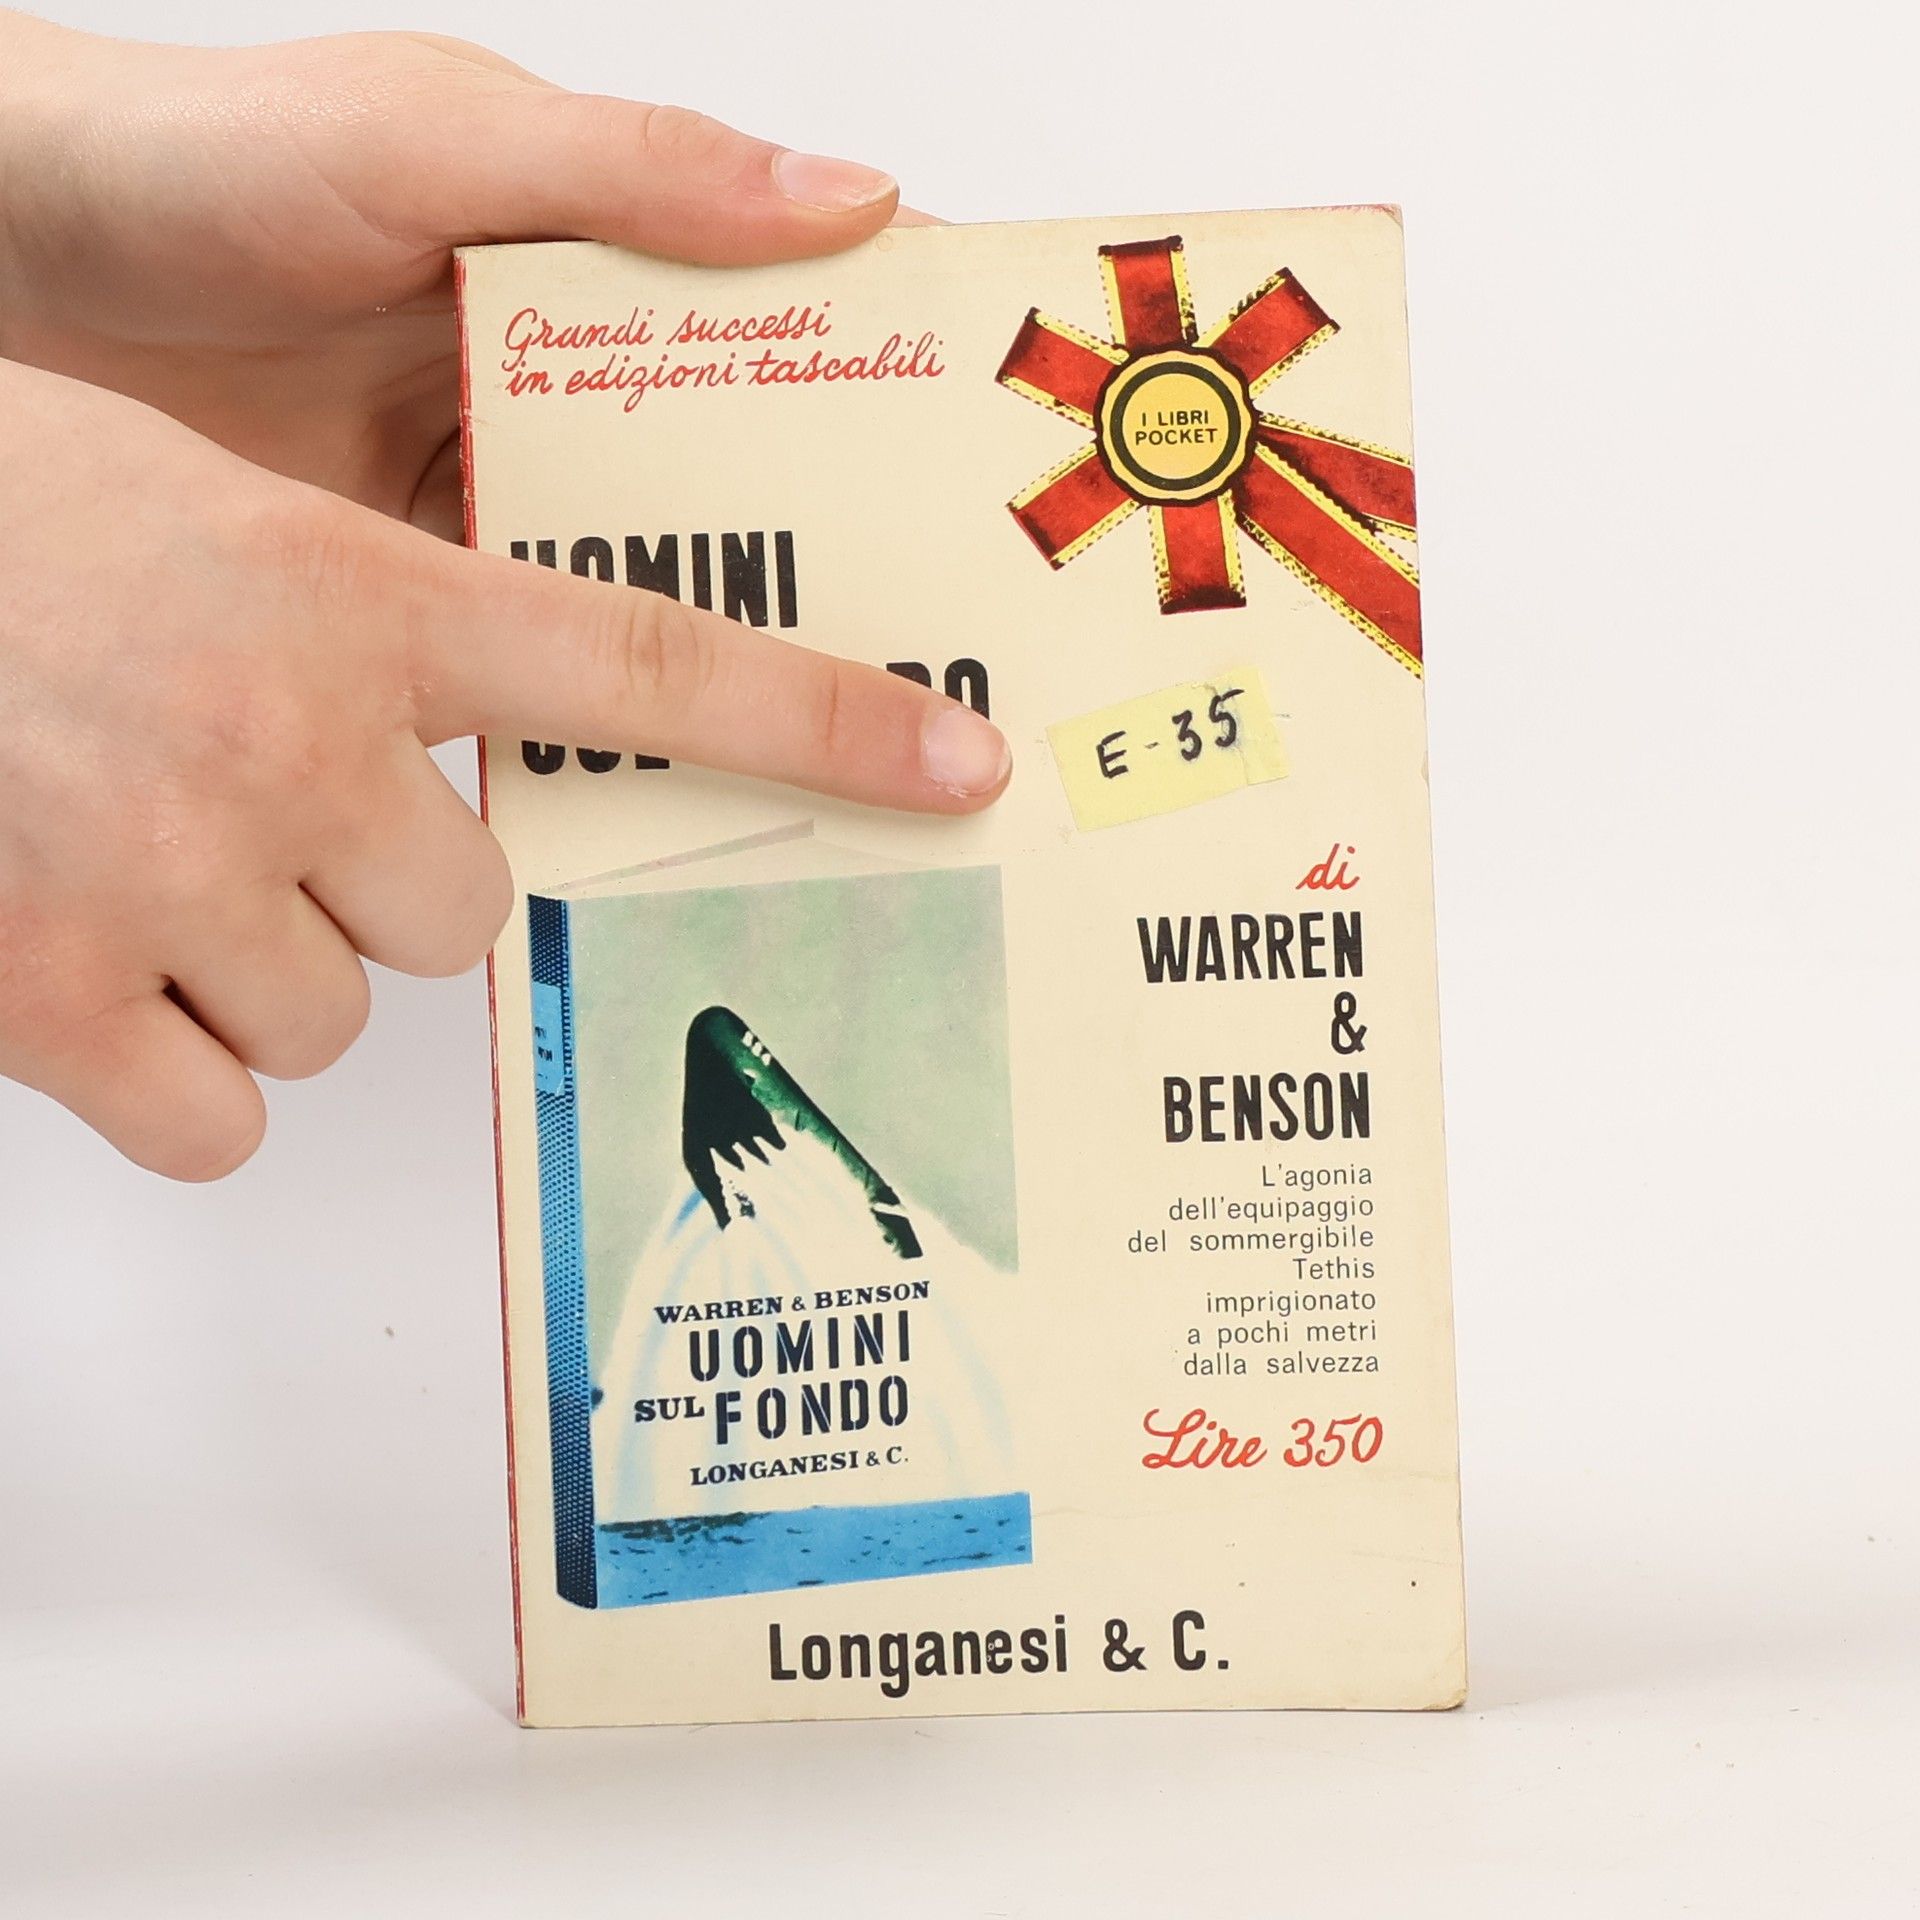 Grandi successi
in edizioni tascabili
I LIBRI
POCKET
UOMINI
E-35
di
WARREN
&
BENSON
L'agonia
dell'equipaggio
del sommergibile
Tethis
imprigionato
a pochi metri
dalla salvezza
Lire 350
WARREN & BENSON
UOMINI
SUL FONDO
LONGANESI & C.
Longanesi & C.